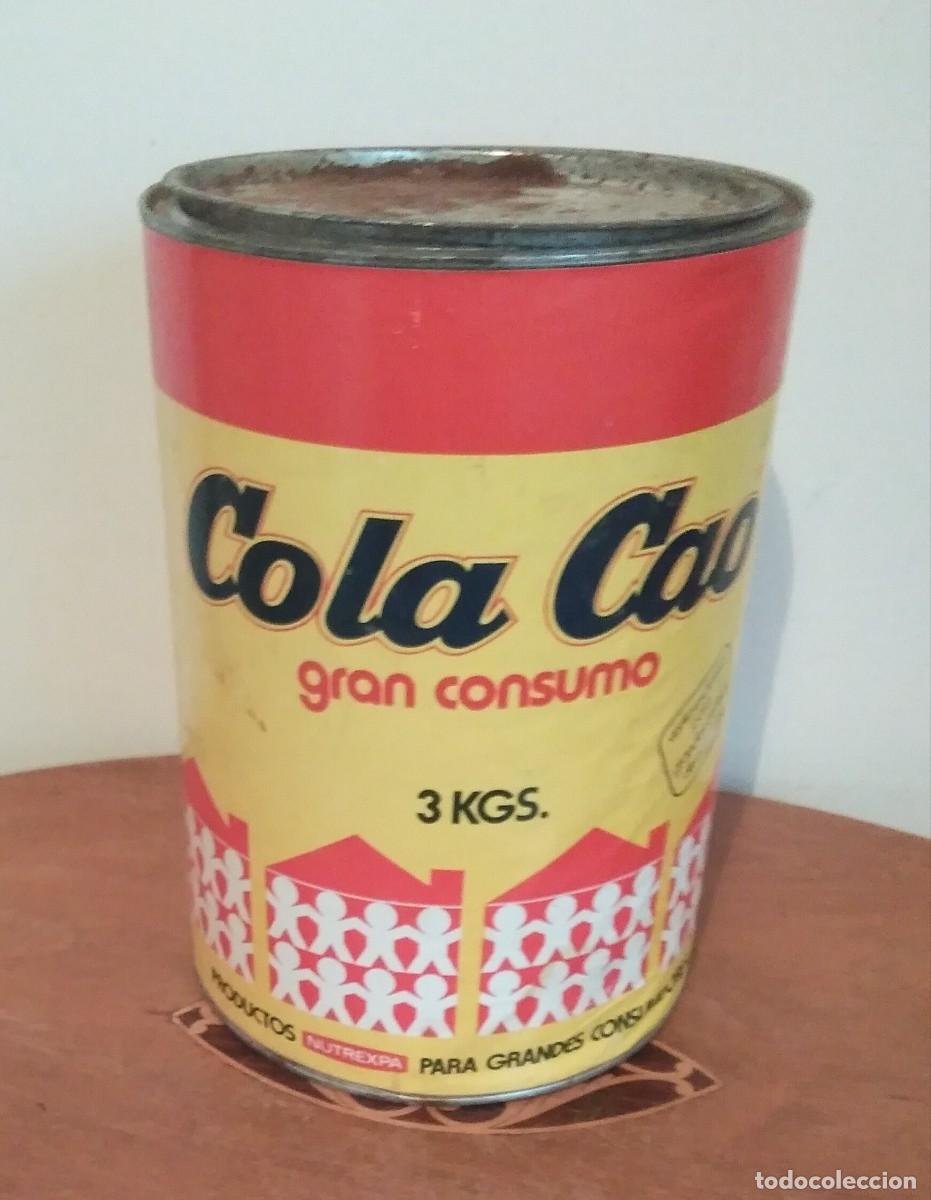 Cola Cao
gran consumo
3 KGS.
PRODUCTOS NUTREXPA PARA GRANDES
todocoleccion